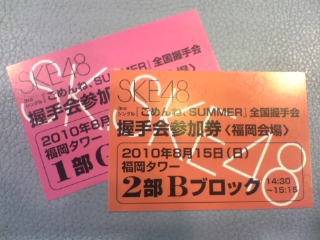 SKE48
「ごめんね、SUMMER」全国握手会
握手会参加
2010年8月
福岡タワー
1部
SKE48
「ごめんね、SUMMER」全国握手会
握手会参加券〈福岡会場〉
2010年8月15日(日)
福岡タワー
2部 Bブロック 14:30
~15:15
SKE48